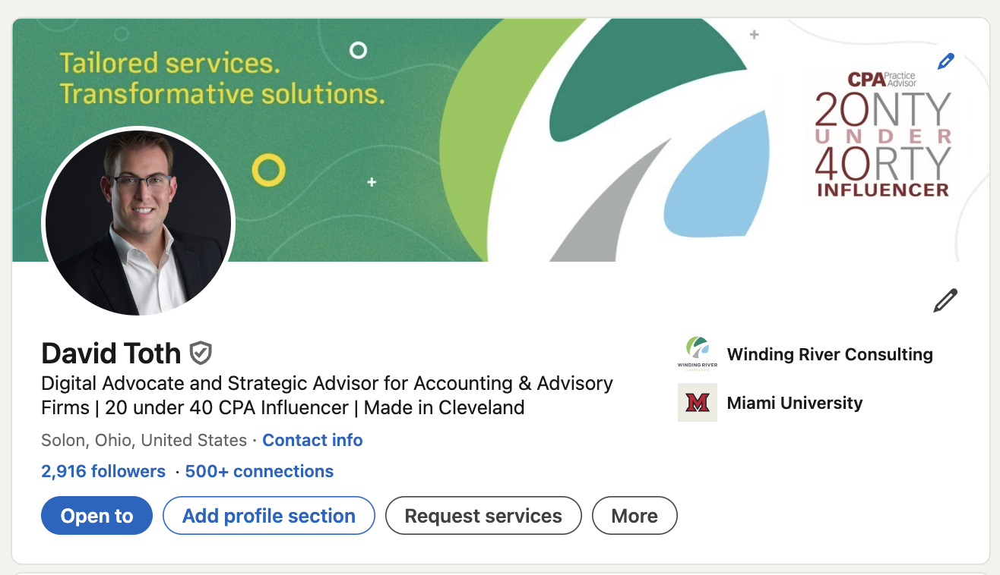 Tailored services.
Transformative solutions.
CPA Practice Advisor
20NTY
UNDER
40RTY
INFLUENCER
David Toth
Digital Advocate and Strategic Advisor for Accounting & Advisory
Firms | 20 under 40 CPA Influencer | Made in Cleveland
Solon, Ohio, United States · Contact info
2,916 followers · 500+ connections
Open to
Add profile section
Request services
More
WINDING RIVER
CONSULTING
Winding River Consulting
M
Miami University